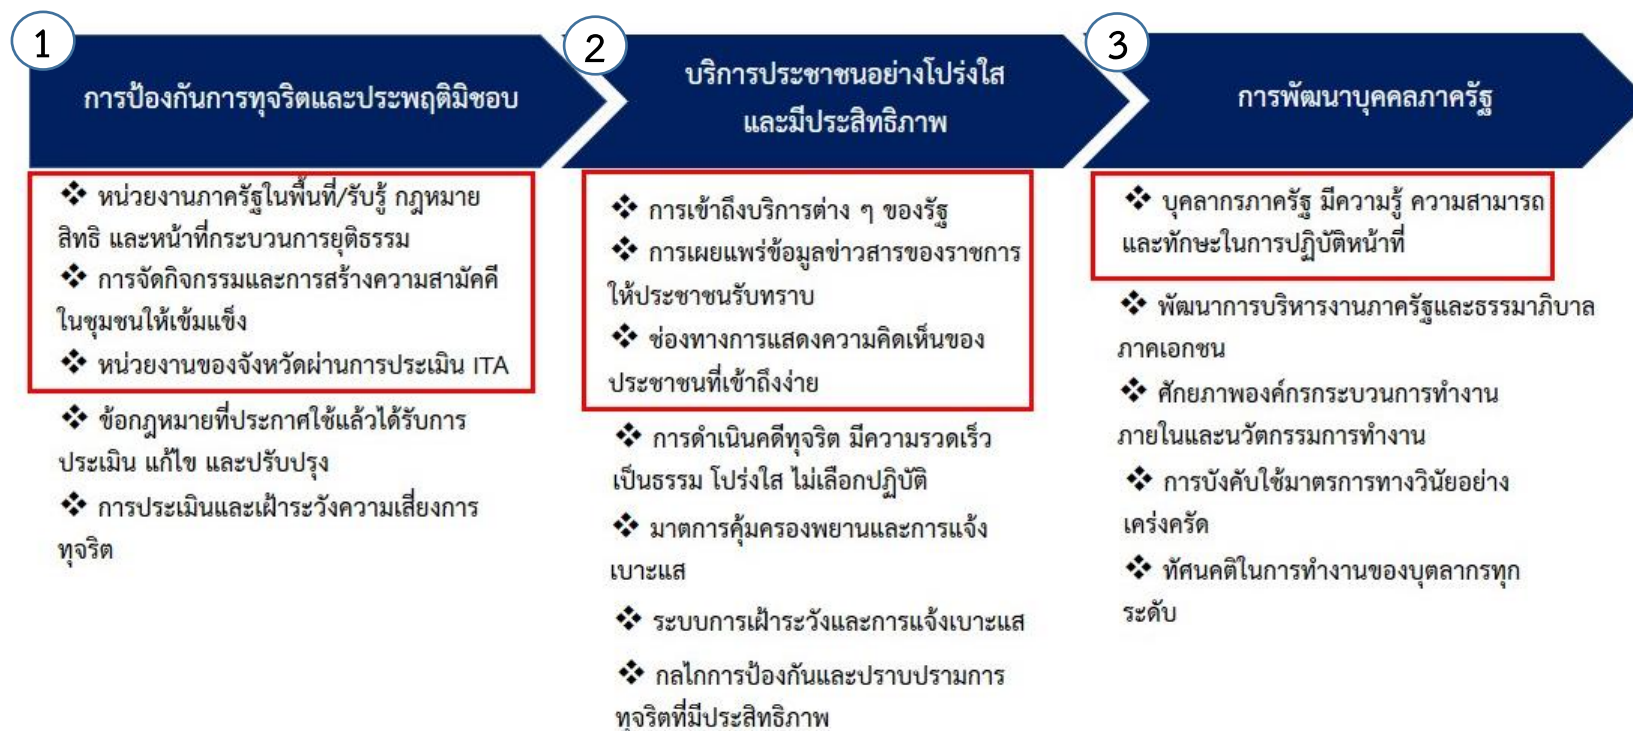 1
การป้องกันการทุจริตและประพฤติมิชอบ
❖ หน่วยงานภาครัฐในพื้นที่/รับรู้ กฎหมาย
สิทธิ และหน้าที่กระบวนการยุติธรรม
❖ การจัดกิจกรรมและการสร้างความสามัคคี
ในชุมชนให้เข้มแข็ง
❖ หน่วยงานของจังหวัดผ่านการประเมิน ITA
❖ ข้อกฎหมายที่ประกาศใช้แล้วได้รับการ
ประเมิน แก้ไข และปรับปรุง
❖ การประเมินและเฝ้าระวังความเสี่ยงการ
ทุจริต
2
บริการประชาชนอย่างโปร่งใส
และมีประสิทธิภาพ
❖ การเข้าถึงบริการต่าง ๆ ของรัฐ
❖ การเผยแพร่ข้อมูลข่าวสารของราชการ
ให้ประชาชนรับทราบ
❖ ช่องทางการแสดงความคิดเห็นของ
ประชาชนที่เข้าถึงง่าย
❖ การดำเนินคดีทุจริต มีความรวดเร็ว
เป็นธรรม โปร่งใส ไม่เลือกปฏิบัติ
❖ มาตการคุ้มครองพยานและการแจ้ง
เบาะแส
❖ ระบบการเฝ้าระวังและการแจ้งเบาะแส
❖ กลไกการป้องกันและปราบปรามการ
ทุจริตที่มีประสิทธิภาพ
3
การพัฒนาบุคคลภาครัฐ
❖ บุคลากรภาครัฐ มีความรู้ ความสามารถ
และทักษะในการปฏิบัติหน้าที่
❖ พัฒนาการบริหารงานภาครัฐและธรรมาภิบาล
ภาคเอกชน
❖ ศักยภาพองค์กรกระบวนการทำงาน
ภายในและนวัตกรรมการทำงาน
❖ การบังคับใช้มาตรการทางวินัยอย่าง
เคร่งครัด
❖ ทัศนคติในการทำงานของบุตลากรทุก
ระดับ